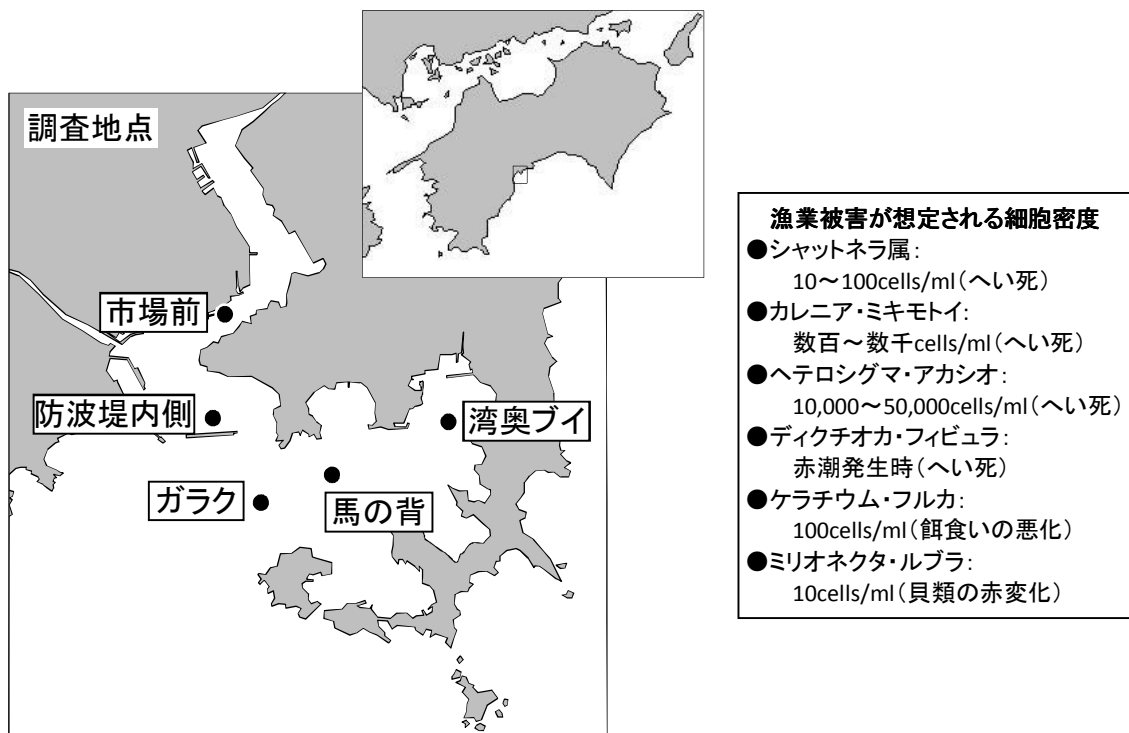 調査地点
市場前
防波堤内側
湾奥ブイ
ガラク
馬の背
漁業被害が想定される細胞密度
●シャットネラ属：
10～100cells/ml（へい死）
●カレニア・ミキモトイ：
数百～数千cells/ml（へい死）
●ヘテロシグマ・アカシオ：
10,000～50,000cells/ml（へい死）
●ディクチオカ・フィビュラ：
赤潮発生時（へい死）
●ケラチウム・フルカ：
100cells/ml（餌食いの悪化）
●ミリオネクタ・ルブラ：
10cells/ml（貝類の赤変化）